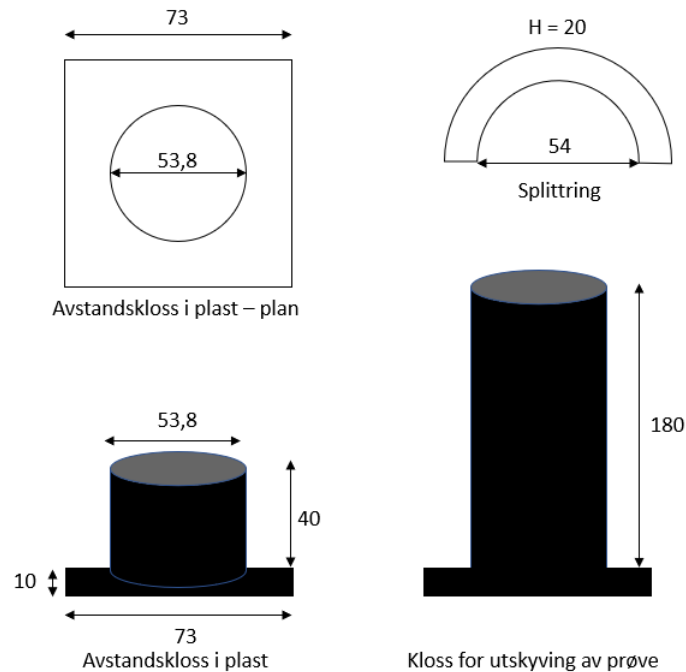 73
53,8
Avstandskloss i plast – plan
H = 20
54
Splittring
53,8
40
10
73
Avstandskloss i plast
180
Kloss for utskyving av prøve